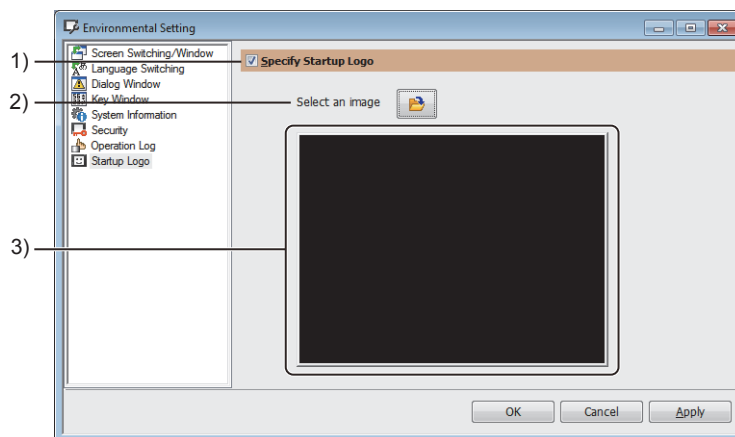 Environmental Setting
Screen Switching/Window
Language Switching
Dialog Window
Key Window
System Information
Security
Operation Log
Startup Logo
1)
Specify Startup Logo
2)
Select an image
3)
OK
Cancel
Apply